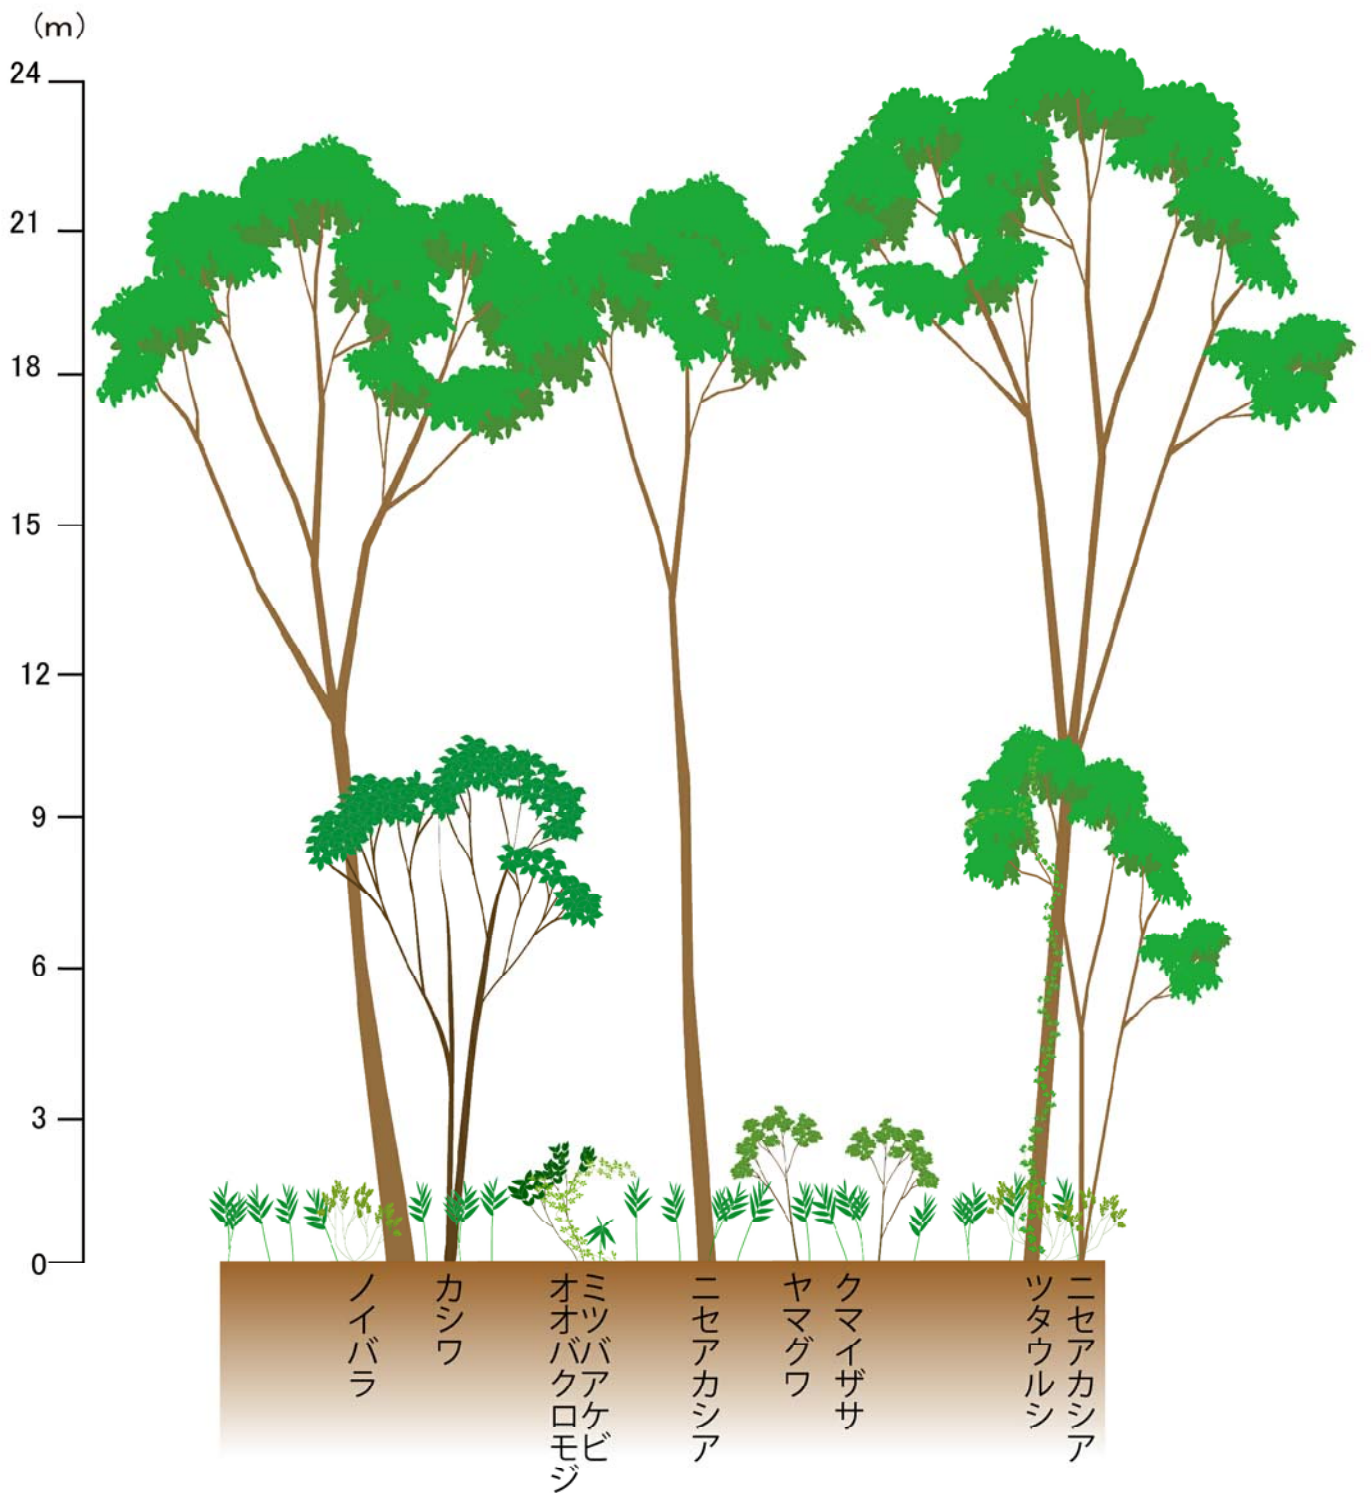 (m)
24
21
18
15
12
9
6
3
0
ノイバラ
カシワ
オオバクロモジ
ミツバアケビ
ニセアカシア
ヤマグワ
クマイザサ
ツタウルシ
ニセアカシア